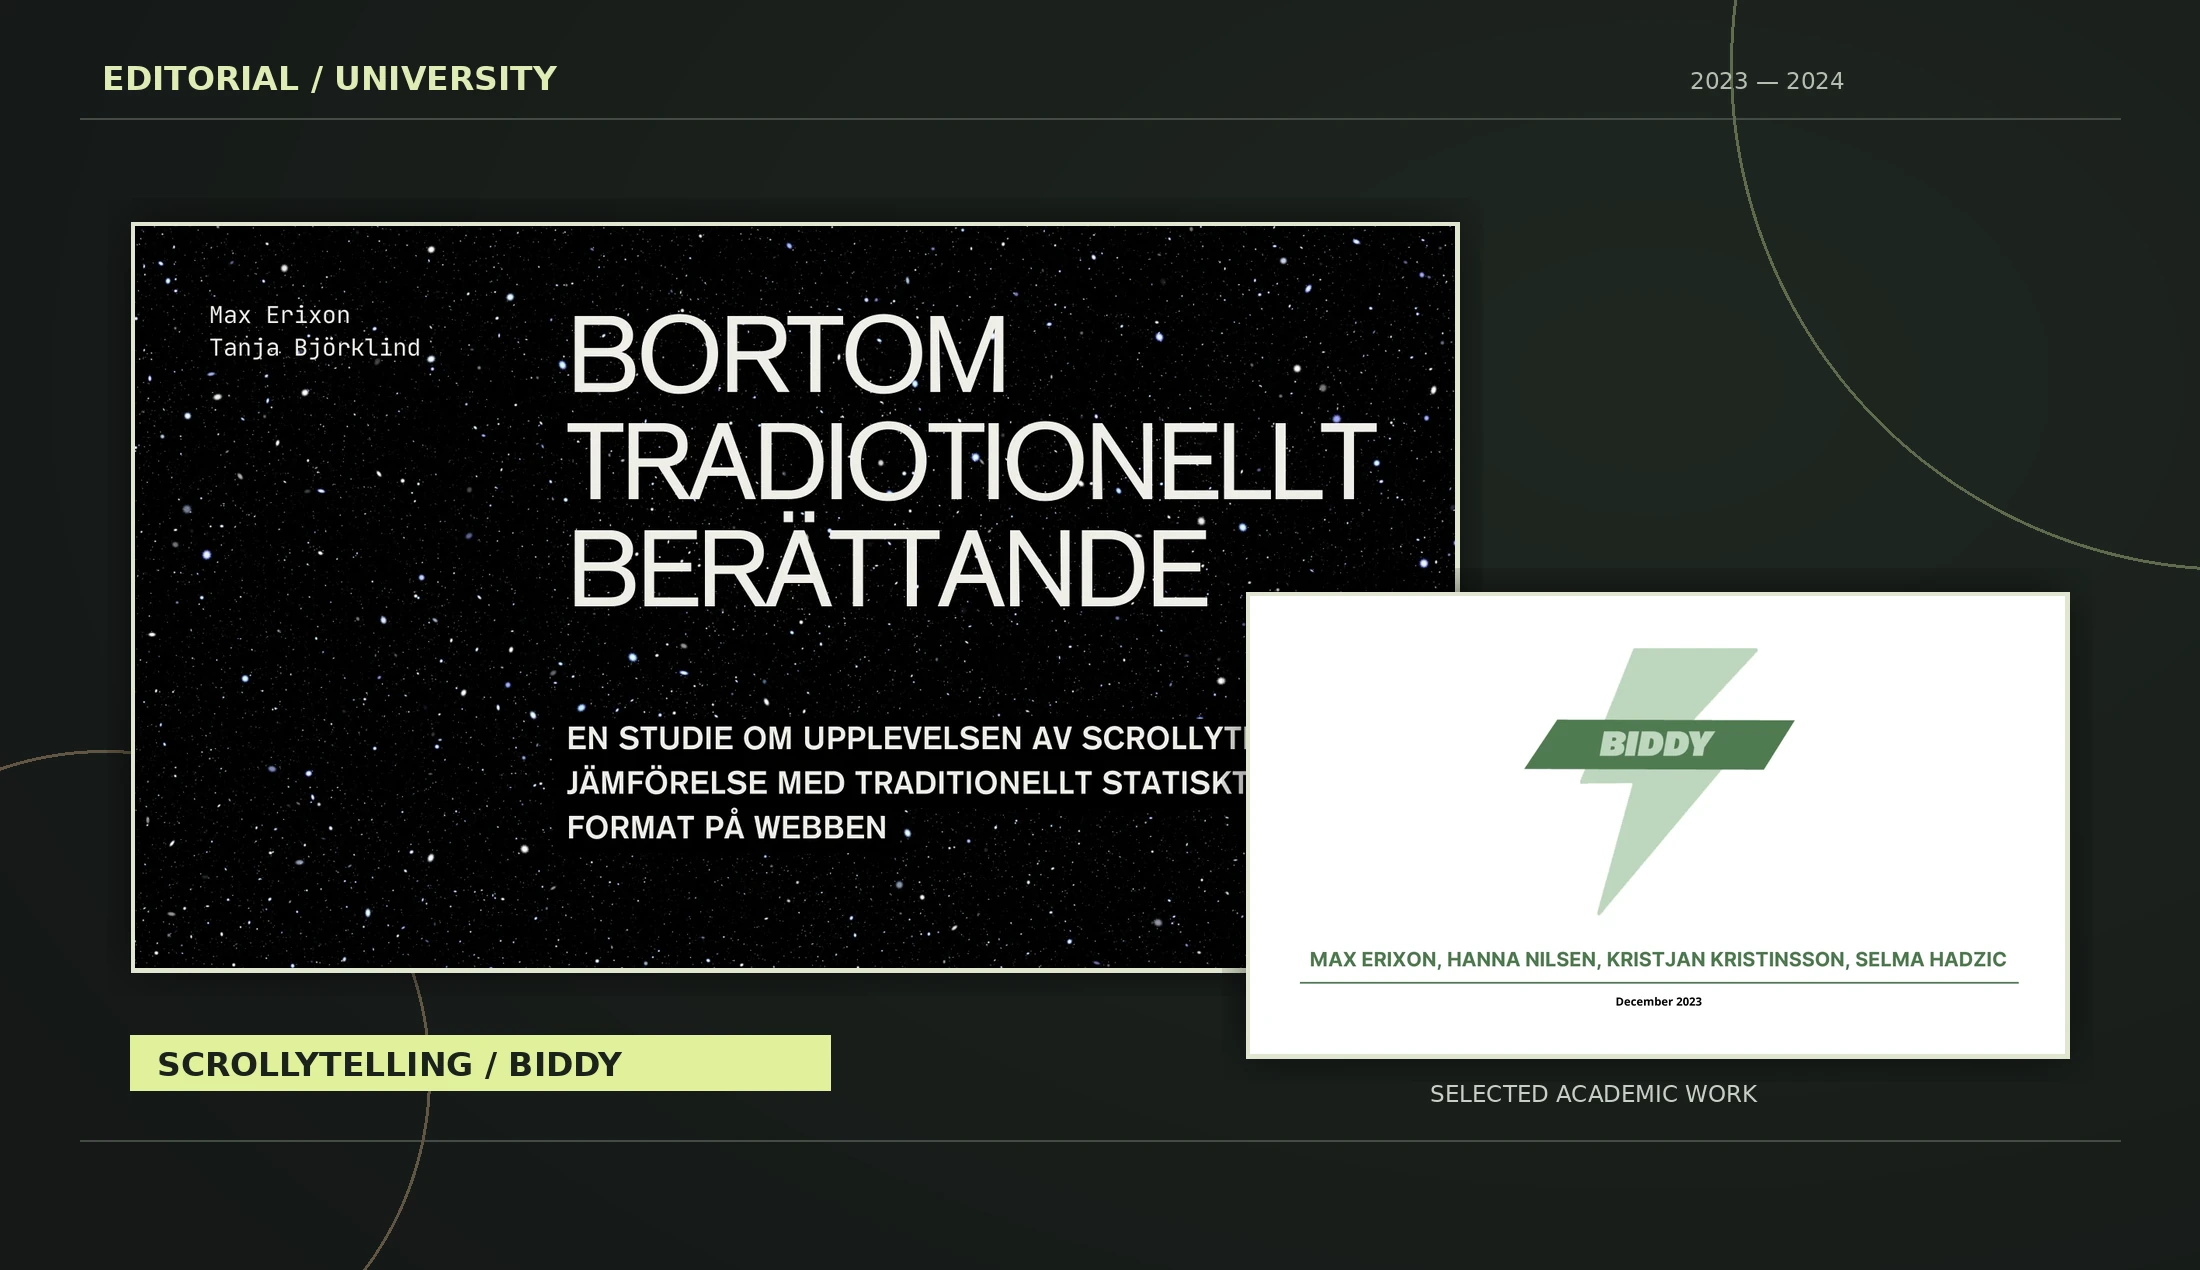 EDITORIAL / UNIVERSITY
2023 — 2024
Max Erixon
Tanja Björklind
BORTOM
TRADIOTIONELLT
BERÄTTANDE
EN STUDIE OM UPPLEVELSEN AV
JÄMFÖRELSE MED TRADITIONELLT STATISKT
FORMAT PÅ WEBBEN
BIDDY
MAX ERIXON, HANNA NILSEN, KRISTJAN KRISTINSSON, SELMA HADZIC
December 2023
SCROLLYTELLING / BIDDY
SELECTED ACADEMIC WORK